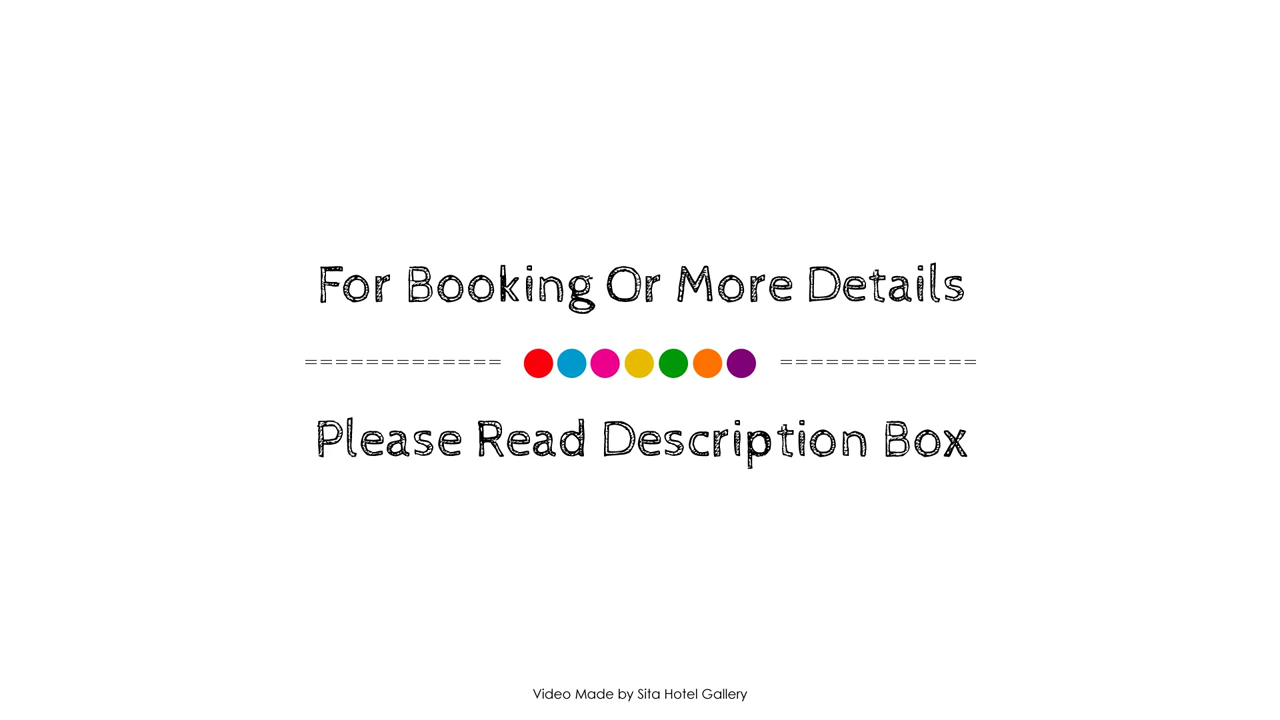 For Booking Or More Details
============= =============
Please Read Description Box
Video Made by Sita Hotel Gallery